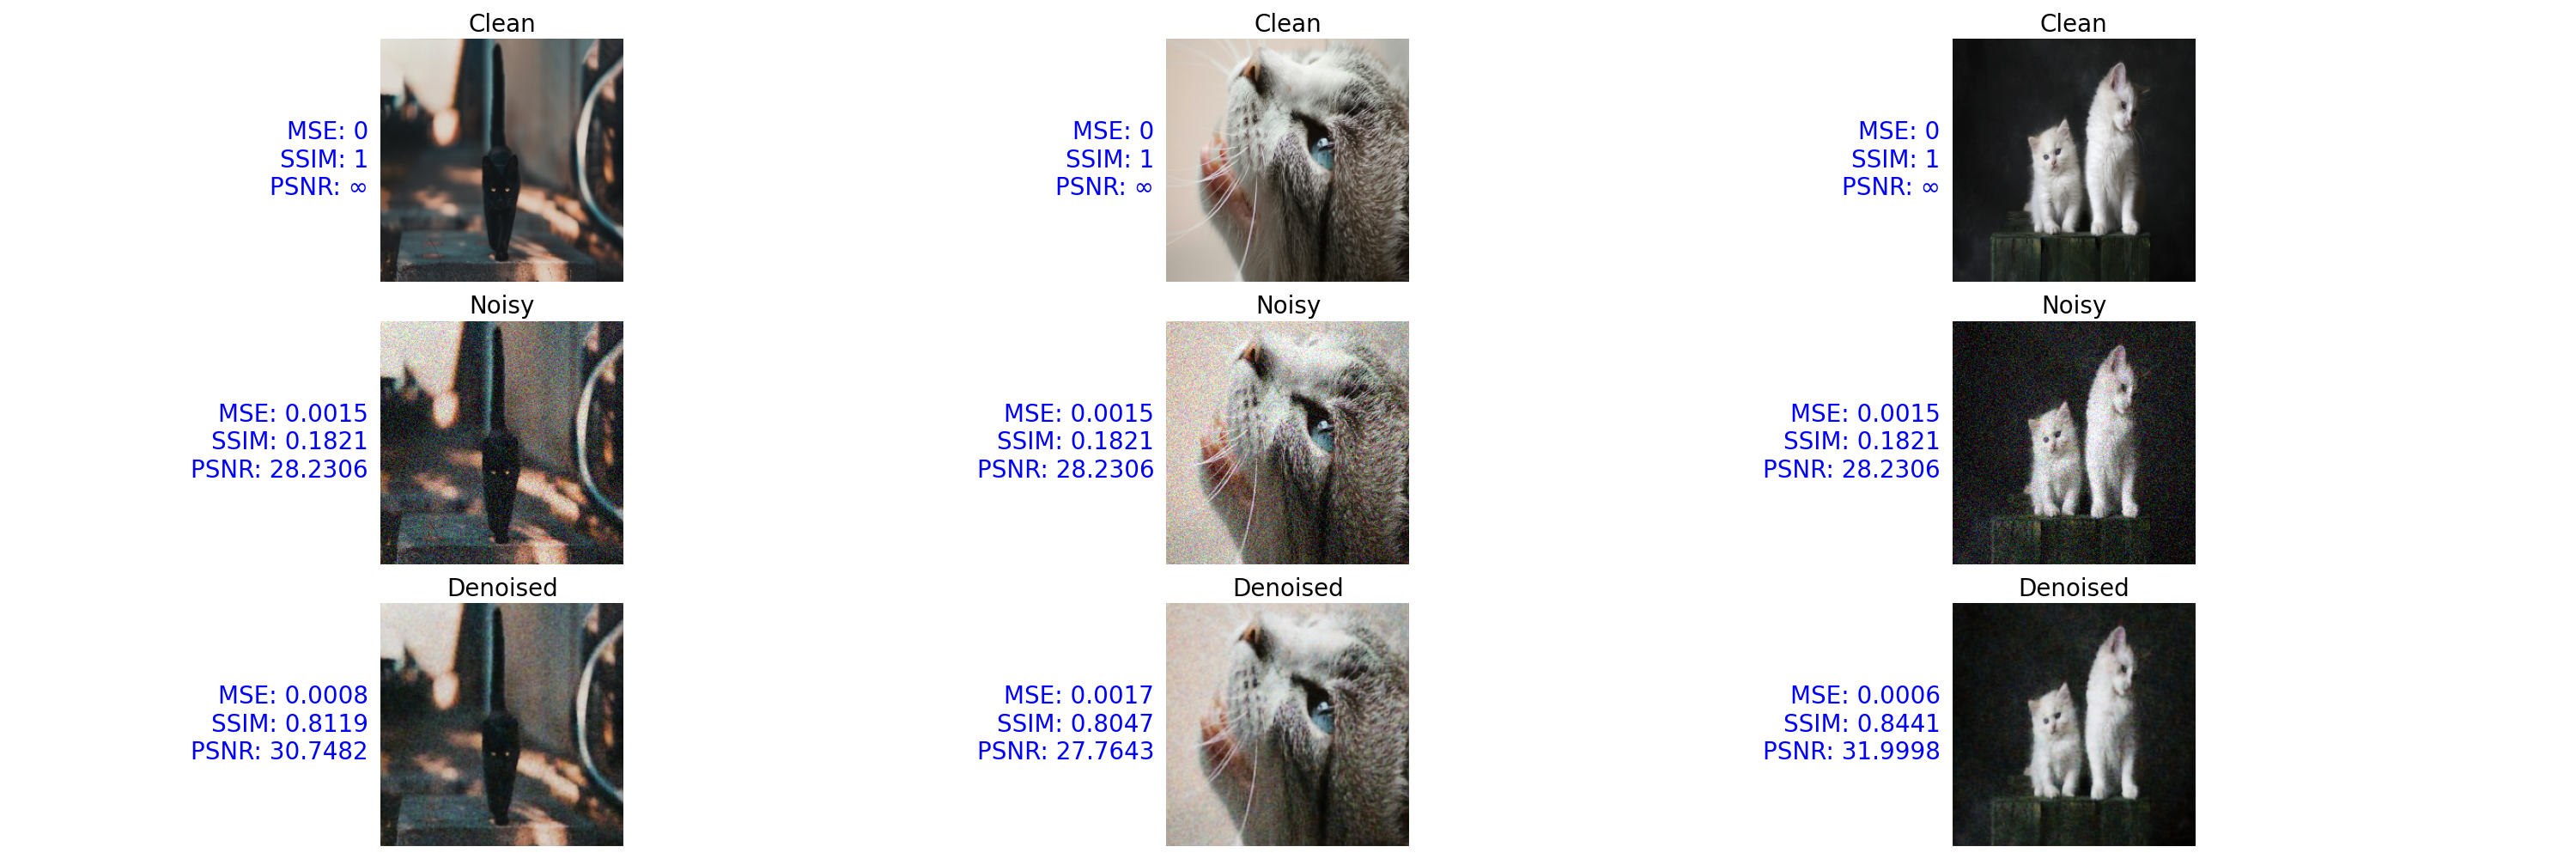 Clean
MSE: 0
SSIM: 1
PSNR: ∞
Clean
MSE: 0
SSIM: 1
PSNR: ∞
Clean
MSE: 0
SSIM: 1
PSNR: ∞
Noisy
MSE: 0.0015
SSIM: 0.1821
PSNR: 28.2306
Noisy
MSE: 0.0015
SSIM: 0.1821
PSNR: 28.2306
Noisy
MSE: 0.0015
SSIM: 0.1821
PSNR: 28.2306
Denoised
MSE: 0.0008
SSIM: 0.8119
PSNR: 30.7482
Denoised
MSE: 0.0017
SSIM: 0.8047
PSNR: 27.7643
Denoised
MSE: 0.0006
SSIM: 0.8441
PSNR: 31.9998